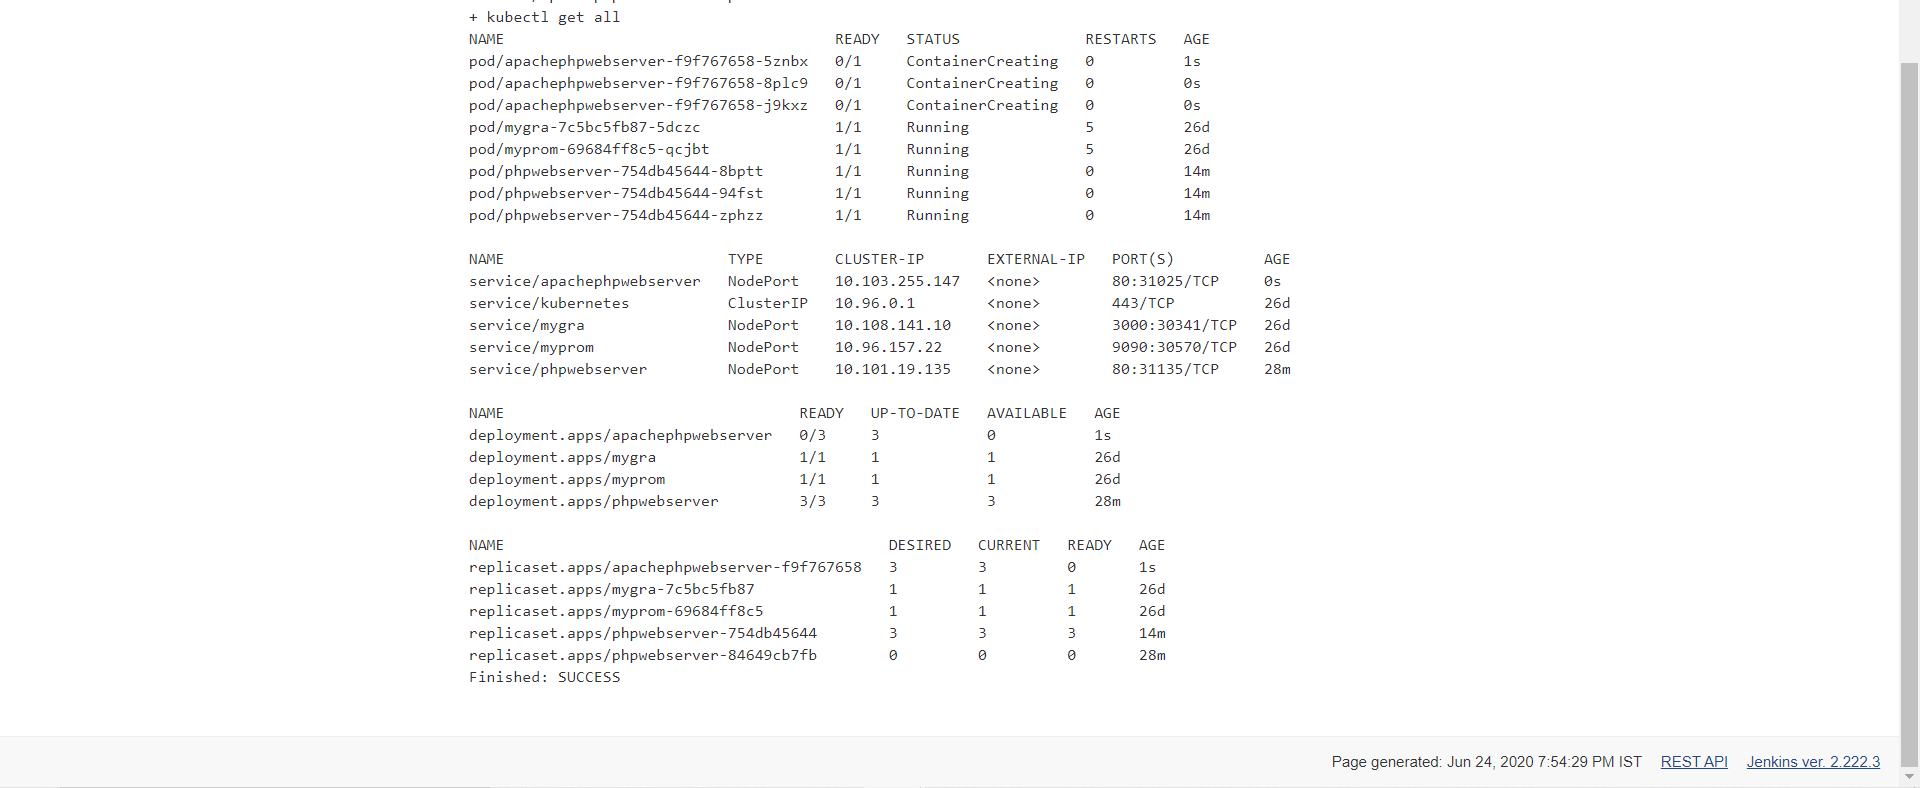 + kubectl get all
NAME READY STATUS RESTARTS AGE
pod/apachephpwebserver-f9f767658-5znbx 0/1 ContainerCreating 0 1s
pod/apachephpwebserver-f9f767658-8plc9 0/1 ContainerCreating 0 0s
pod/apachephpwebserver-f9f767658-j9kxz 0/1 ContainerCreating 0 0s
pod/mygra-7c5bc5fb87-5dczc 1/1 Running 5 26d
pod/myprom-69684ff8c5-qcjbt 1/1 Running 5 26d
pod/phpwebserver-754db45644-8bptt 1/1 Running 0 14m
pod/phpwebserver-754db45644-94fst 1/1 Running 0 14m
pod/phpwebserver-754db45644-zphzz 1/1 Running 0 14m
NAME TYPE CLUSTER-IP EXTERNAL-IP PORT(S) AGE
service/apachephpwebserver NodePort 10.103.255.147 <none> 80:31025/TCP 0s
service/kubernetes ClusterIP 10.96.0.1 <none> 443/TCP 26d
service/mygra NodePort 10.108.141.10 <none> 3000:30341/TCP 26d
service/myprom NodePort 10.96.157.22 <none> 9090:30570/TCP 26d
service/phpwebserver NodePort 10.101.19.135 <none> 80:31135/TCP 28m
NAME READY UP-TO-DATE AVAILABLE AGE
deployment.apps/apachephpwebserver 0/3 3 0 1s
deployment.apps/mygra 1/1 1 1 26d
deployment.apps/myprom 1/1 1 1 26d
deployment.apps/phpwebserver 3/3 3 3 28m
NAME DESIRED CURRENT READY AGE
replicaset.apps/apachephpwebserver-f9f767658 3 3 0 1s
replicaset.apps/mygra-7c5bc5fb87 1 1 1 26d
replicaset.apps/myprom-69684ff8c5 1 1 1 26d
replicaset.apps/phpwebserver-754db45644 3 3 3 14m
replicaset.apps/phpwebserver-84649cb7fb 0 0 0 28m
Finished: SUCCESS
Page generated: Jun 24, 2020 7:54:29 PM IST REST API Jenkins ver. 2.222.3